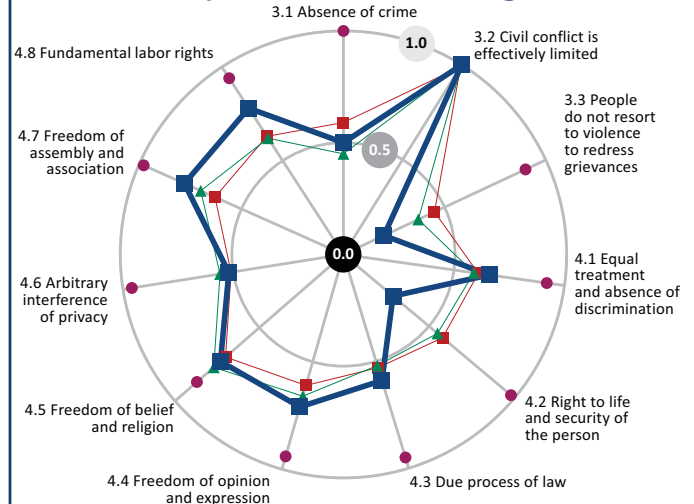 3.1 Absence of crime
1.0
3.2 Civil conflict is
effectively limited
3.3 People
do not resort
to violence
to redress
grievances
4.1 Equal
treatment
and absence of
discrimination
4.2 Right to life
and security of
the person
4.3 Due process of law
4.4 Freedom of opinion
and expression
4.5 Freedom of belief
and religion
4.6 Arbitrary
interference
of privacy
4.7 Freedom of
assembly and
association
4.8 Fundamental labor rights
0.5
0.0